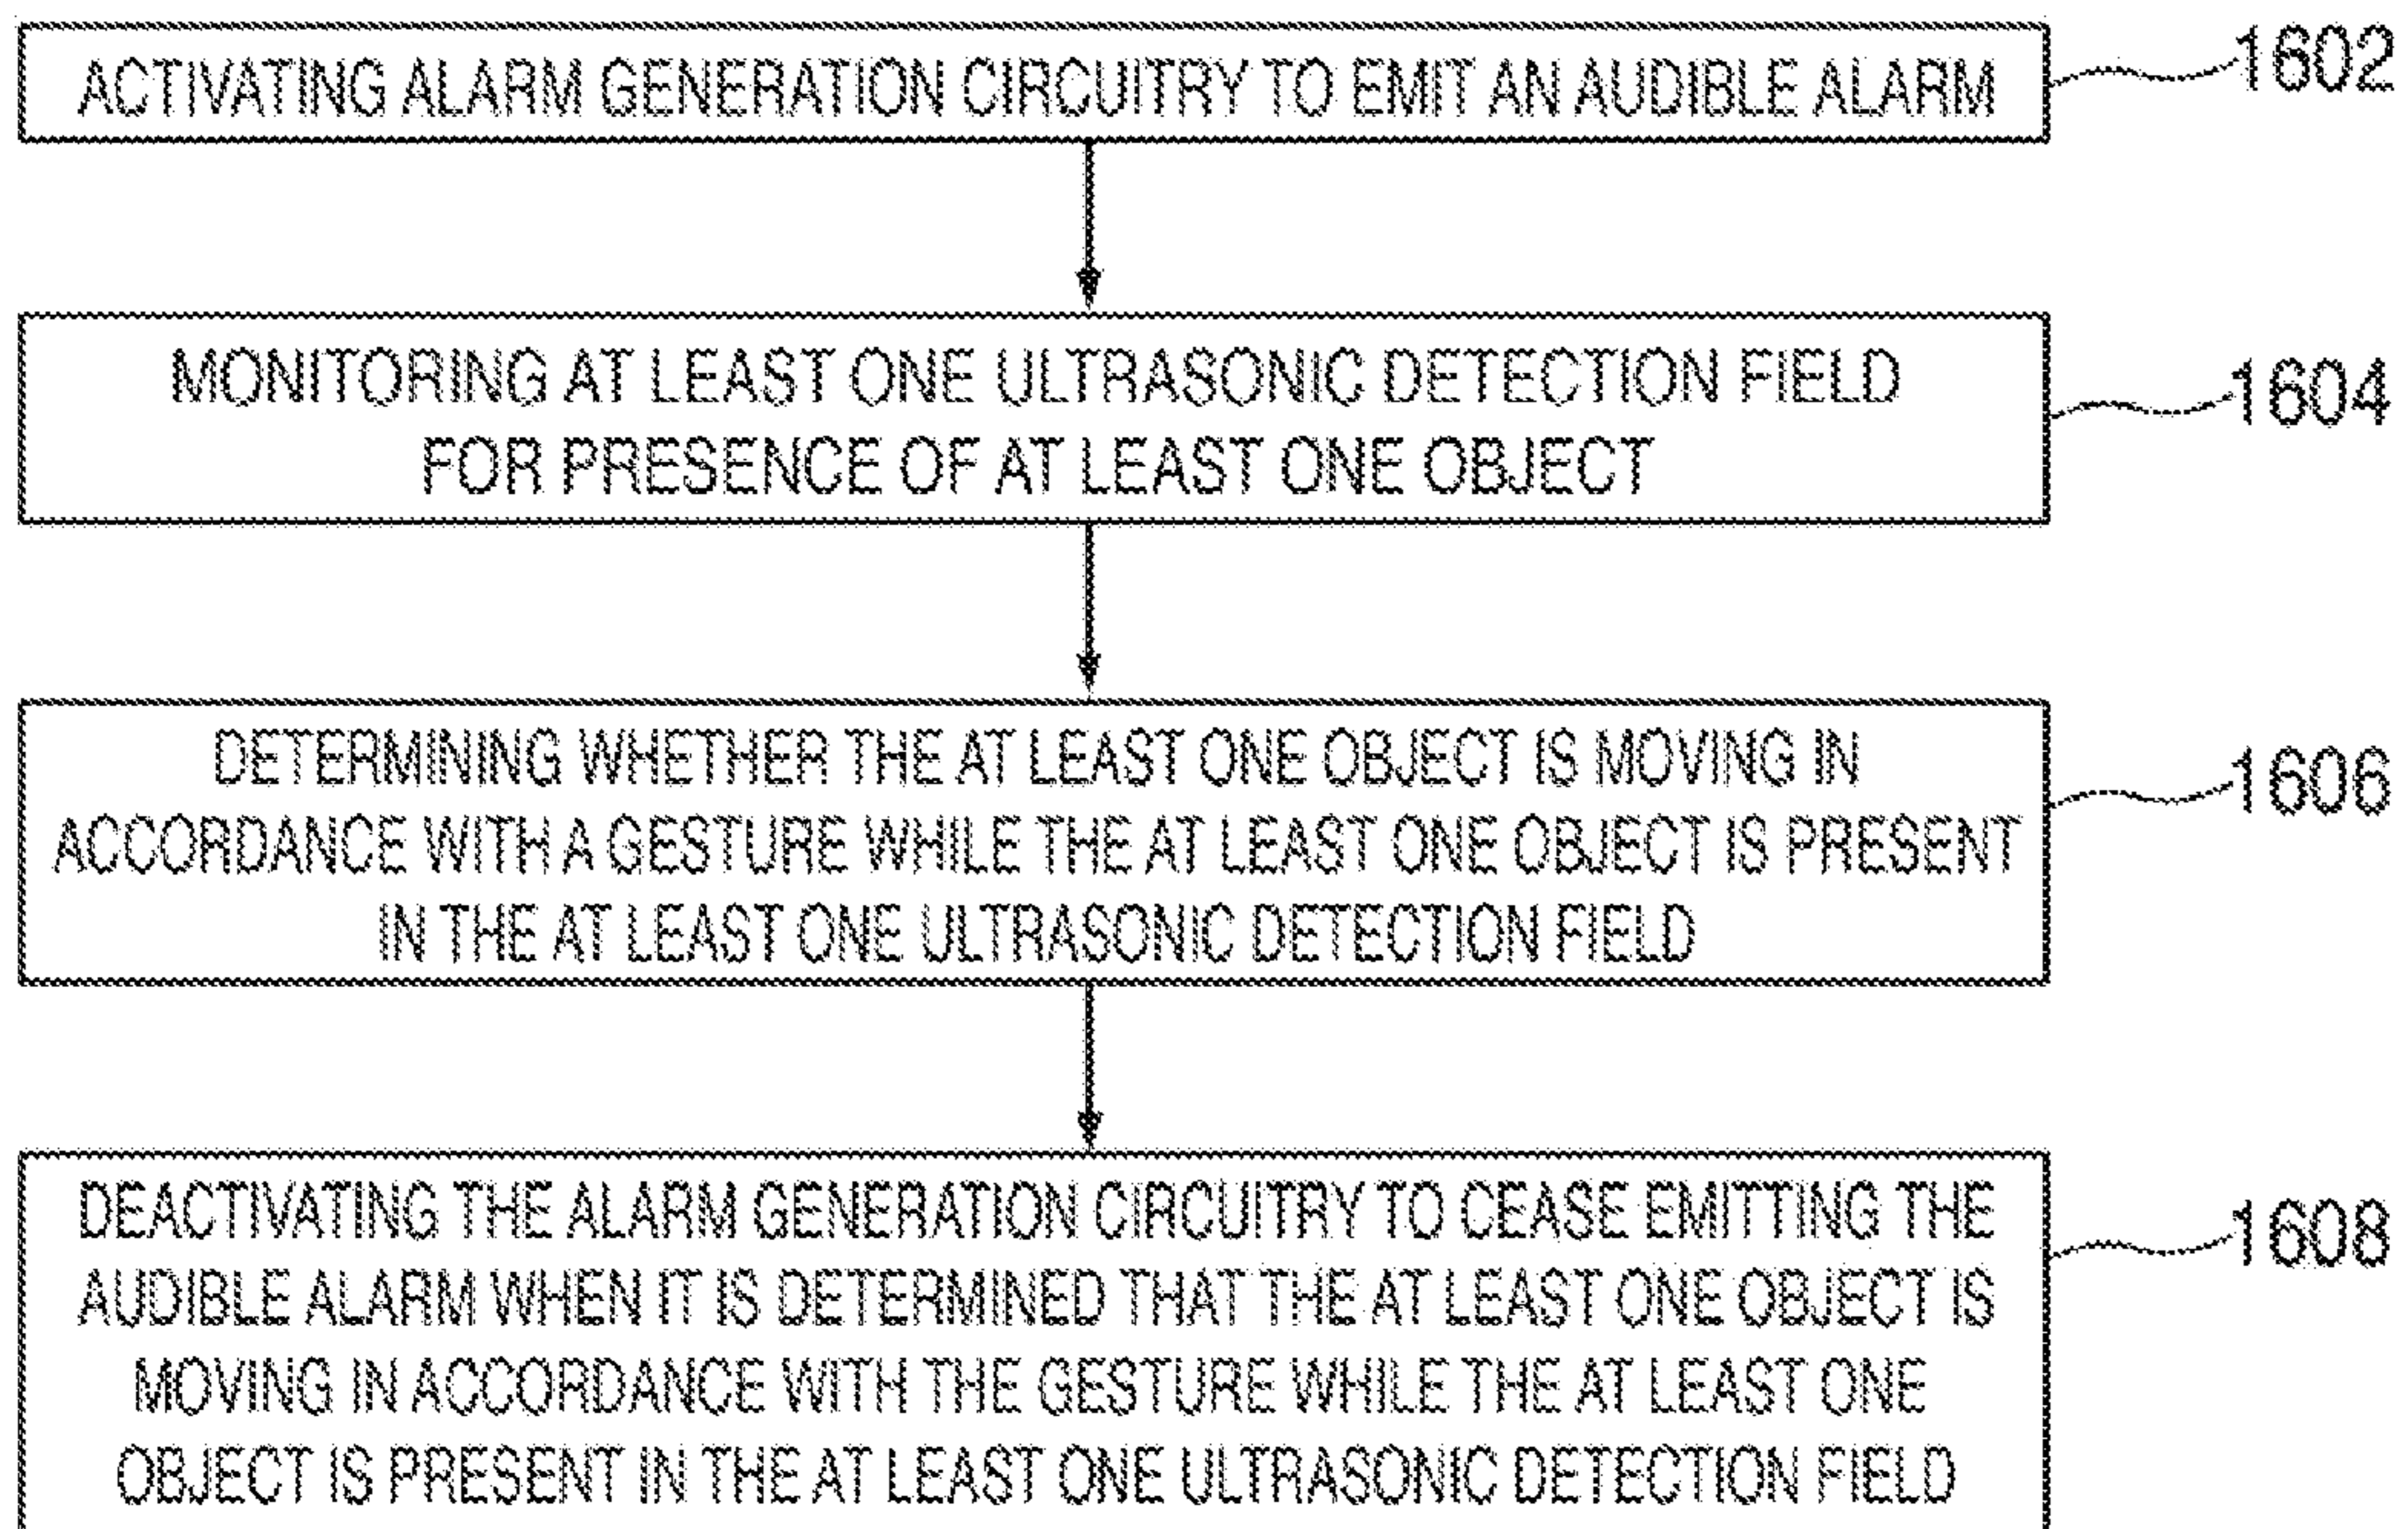 ACTIVATING ALARM GENERATION CIRCUITRY TO EMIT AN AUDIBLE ALARM
1602
MONITORING AT LEAST ONE ULTRASONIC DETECTION FIELD
FOR PRESENCE OF AT LEAST ONE OBJECT
1604
DETERMINING WHETHER THE AT LEAST ONE OBJECT IS MOVING IN
ACCORDANCE WITH A GESTURE WHILE THE AT LEAST ONE OBJECT IS PRESENT
IN THE AT LEAST ONE ULTRASONIC DETECTION FIELD
1606
DEACTIVATING THE ALARM GENERATION CIRCUITRY TO CEASE EMITTING THE
AUDIBLE ALARM WHEN IT IS DETERMINED THAT THE AT LEAST ONE OBJECT IS
MOVING IN ACCORDANCE WITH THE GESTURE WHILE THE AT LEAST ONE
OBJECT IS PRESENT IN THE AT LEAST ONE ULTRASONIC DETECTION FIELD
1608